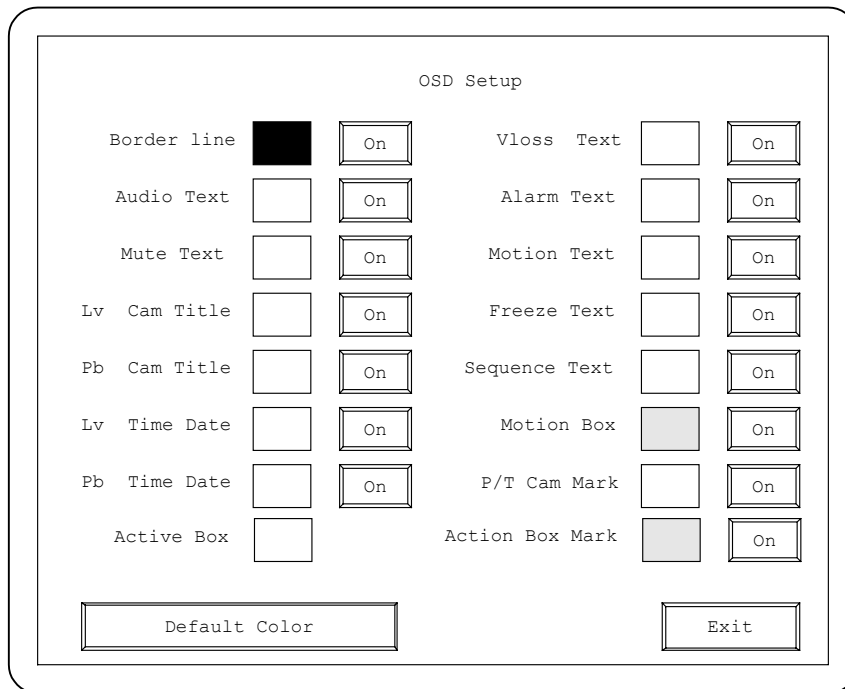 OSD Setup
Border line On Vloss Text On
Audio Text On Alarm Text On
Mute Text On Motion Text On
Lv Cam Title On Freeze Text On
Pb Cam Title On Sequence Text On
Lv Time Date On Motion Box On
Pb Time Date On P/T Cam Mark On
Active Box Action Box Mark On
Default Color Exit